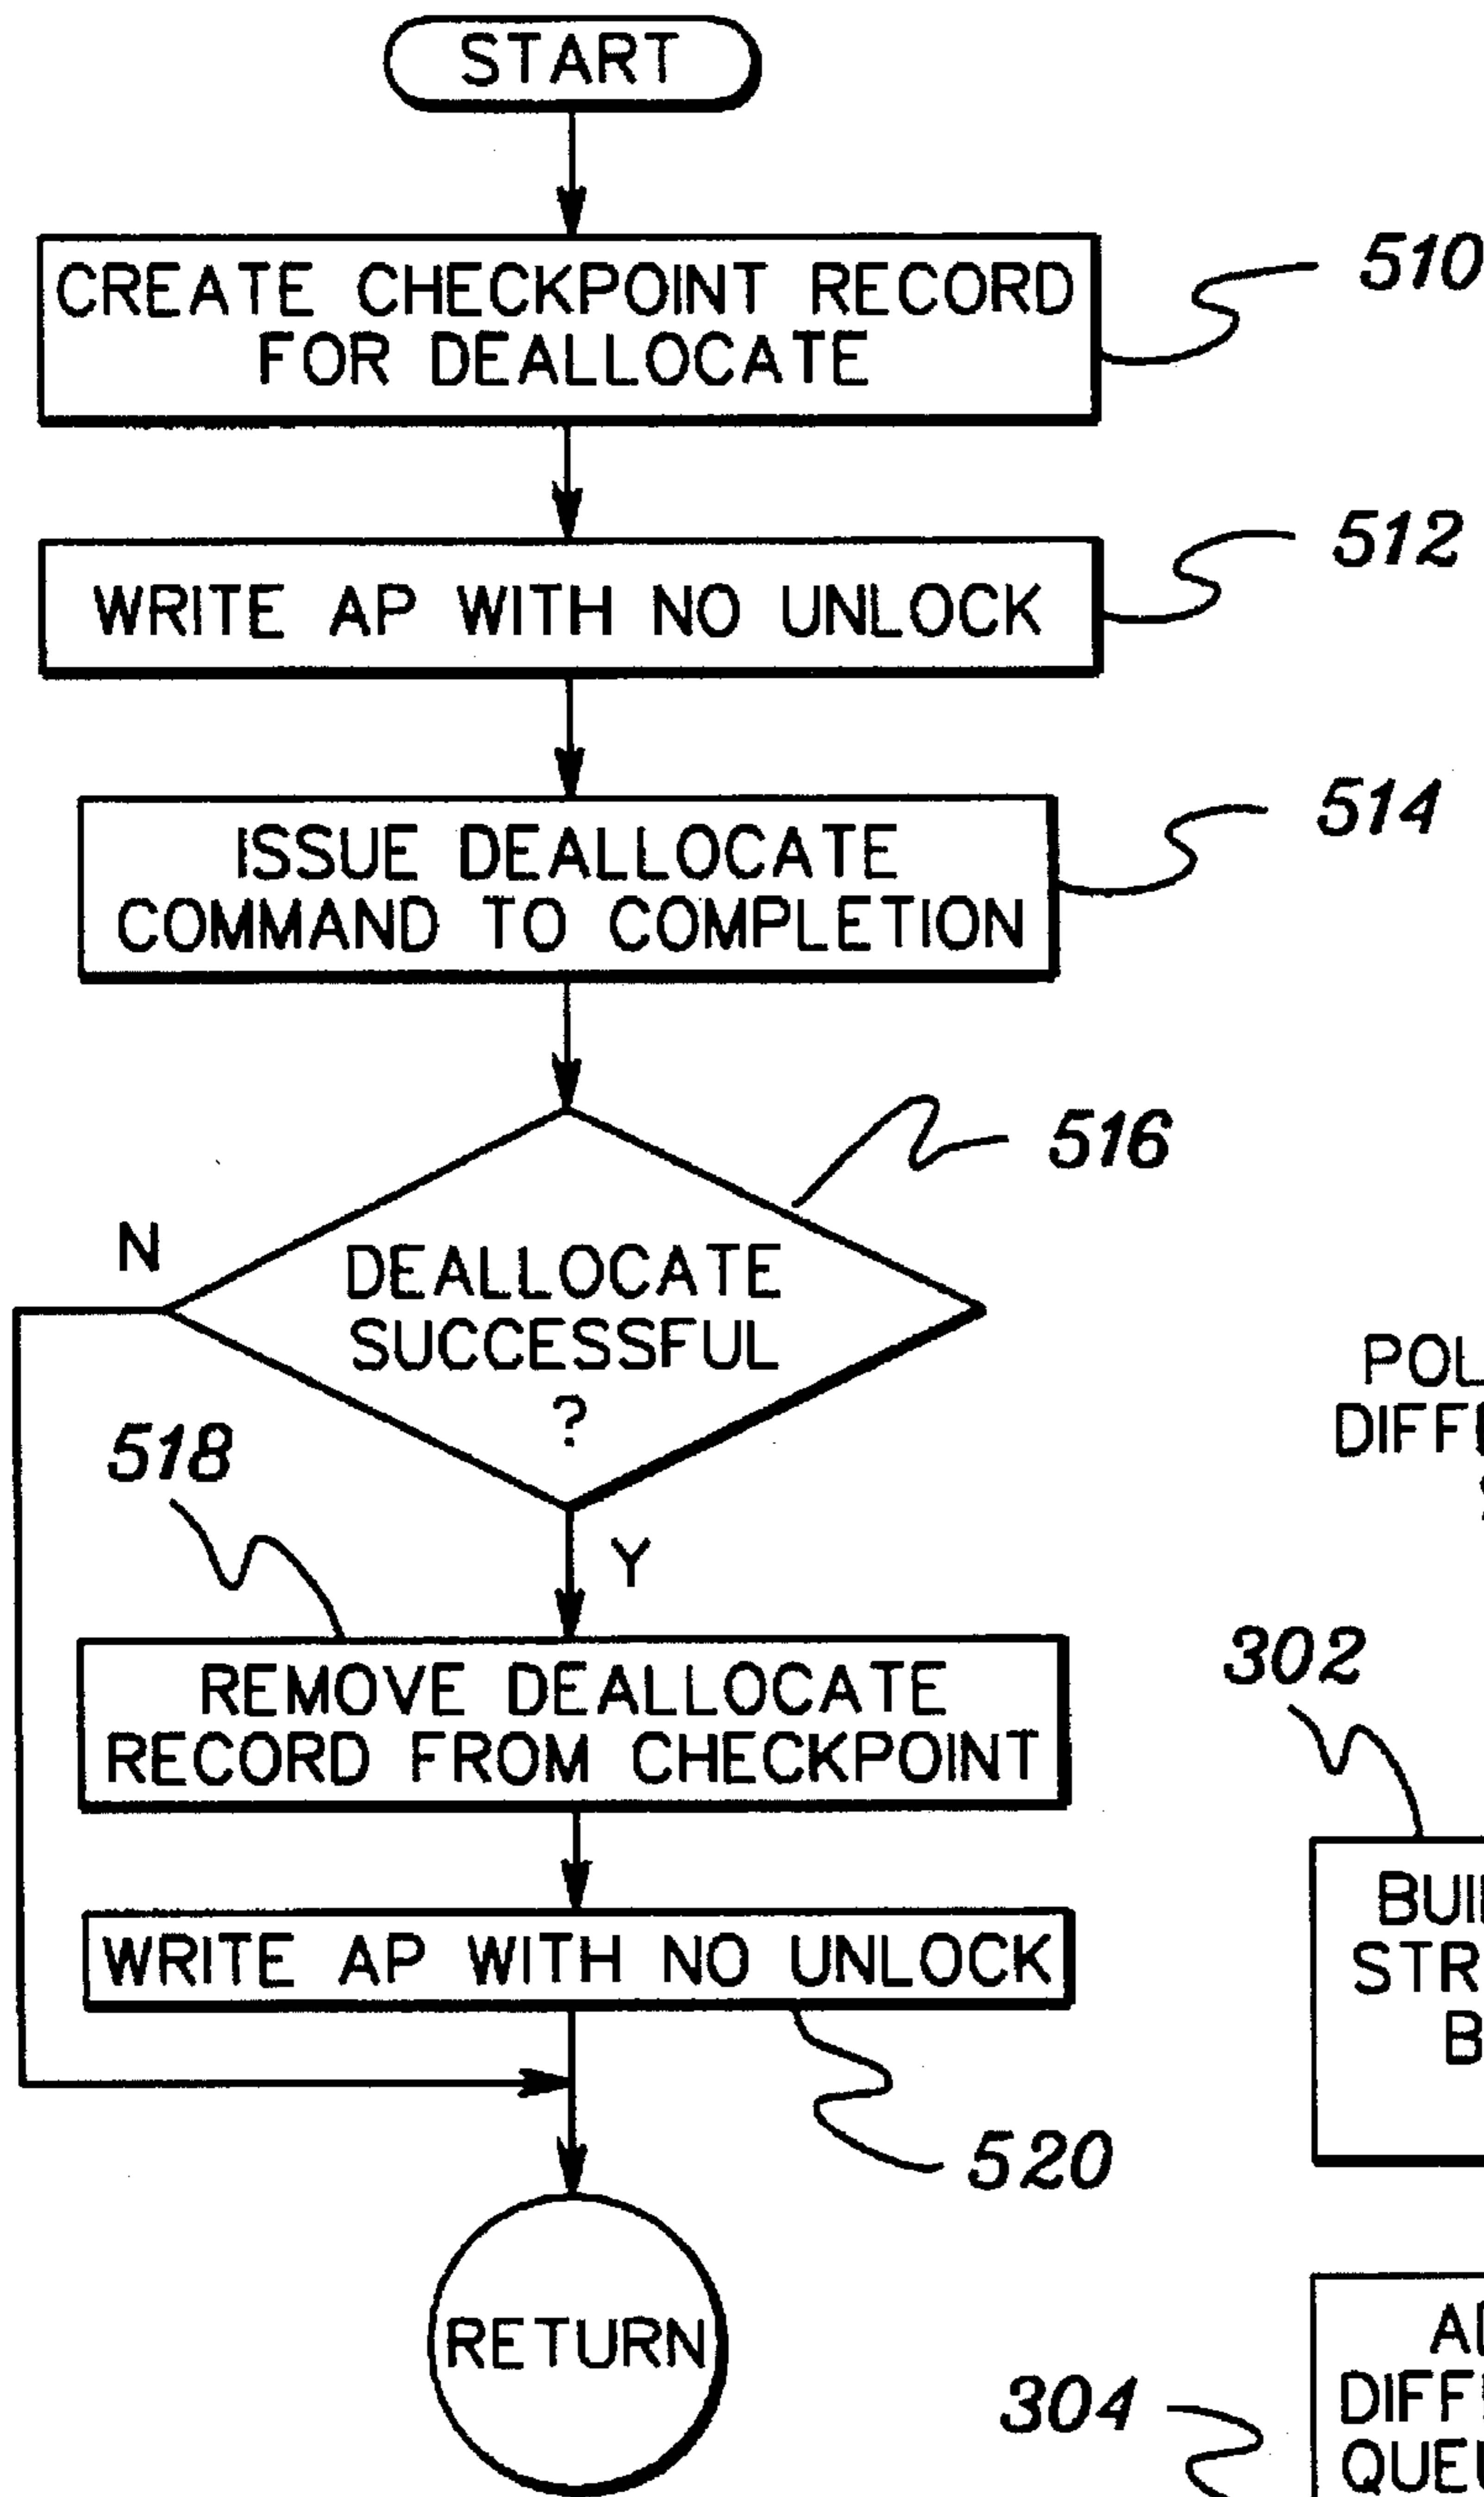 START
CREATE CHECKPOINT RECORD
FOR DEALLOCATE
510
WRITE AP WITH NO UNLOCK
512
ISSUE DEALLOCATE
COMMAND TO COMPLETION
514
516
N
DEALLOCATE
SUCCESSFUL
?
518
Y
REMOVE DEALLOCATE
RECORD FROM CHECKPOINT
WRITE AP WITH NO UNLOCK
520
RETURN
302
304